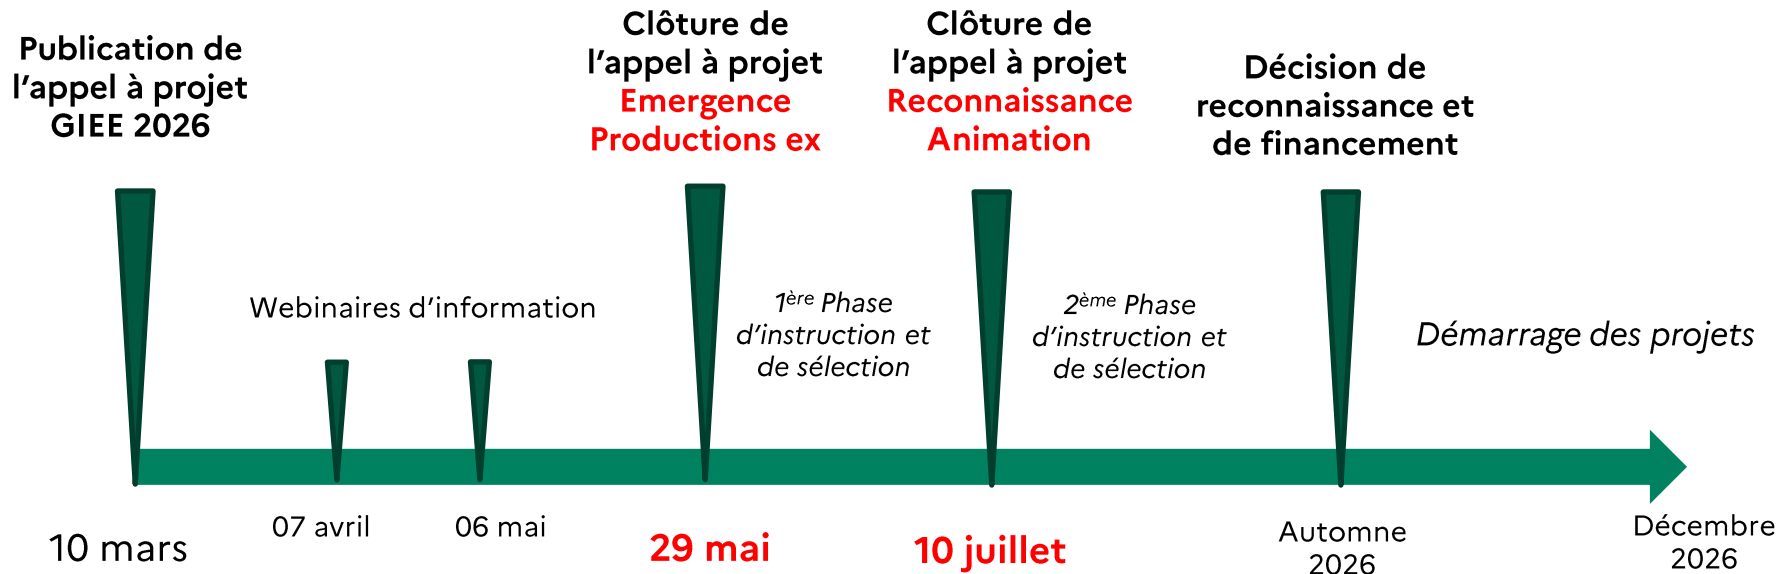 Publication de
l’appel à projet
GIEE 2026
Clôture de
l’appel à projet
Emergence
Productions ex
Clôture de
l’appel à projet
Reconnaissance
Animation
Décision de
reconnaissance et
de financement
Webinaires d’information
1ère Phase
d’instruction et
de sélection
2ème Phase
d’instruction et
de sélection
Démarrage des projets
10 mars
07 avril
06 mai
29 mai
10 juillet
Automne
2026
Décembre
2026